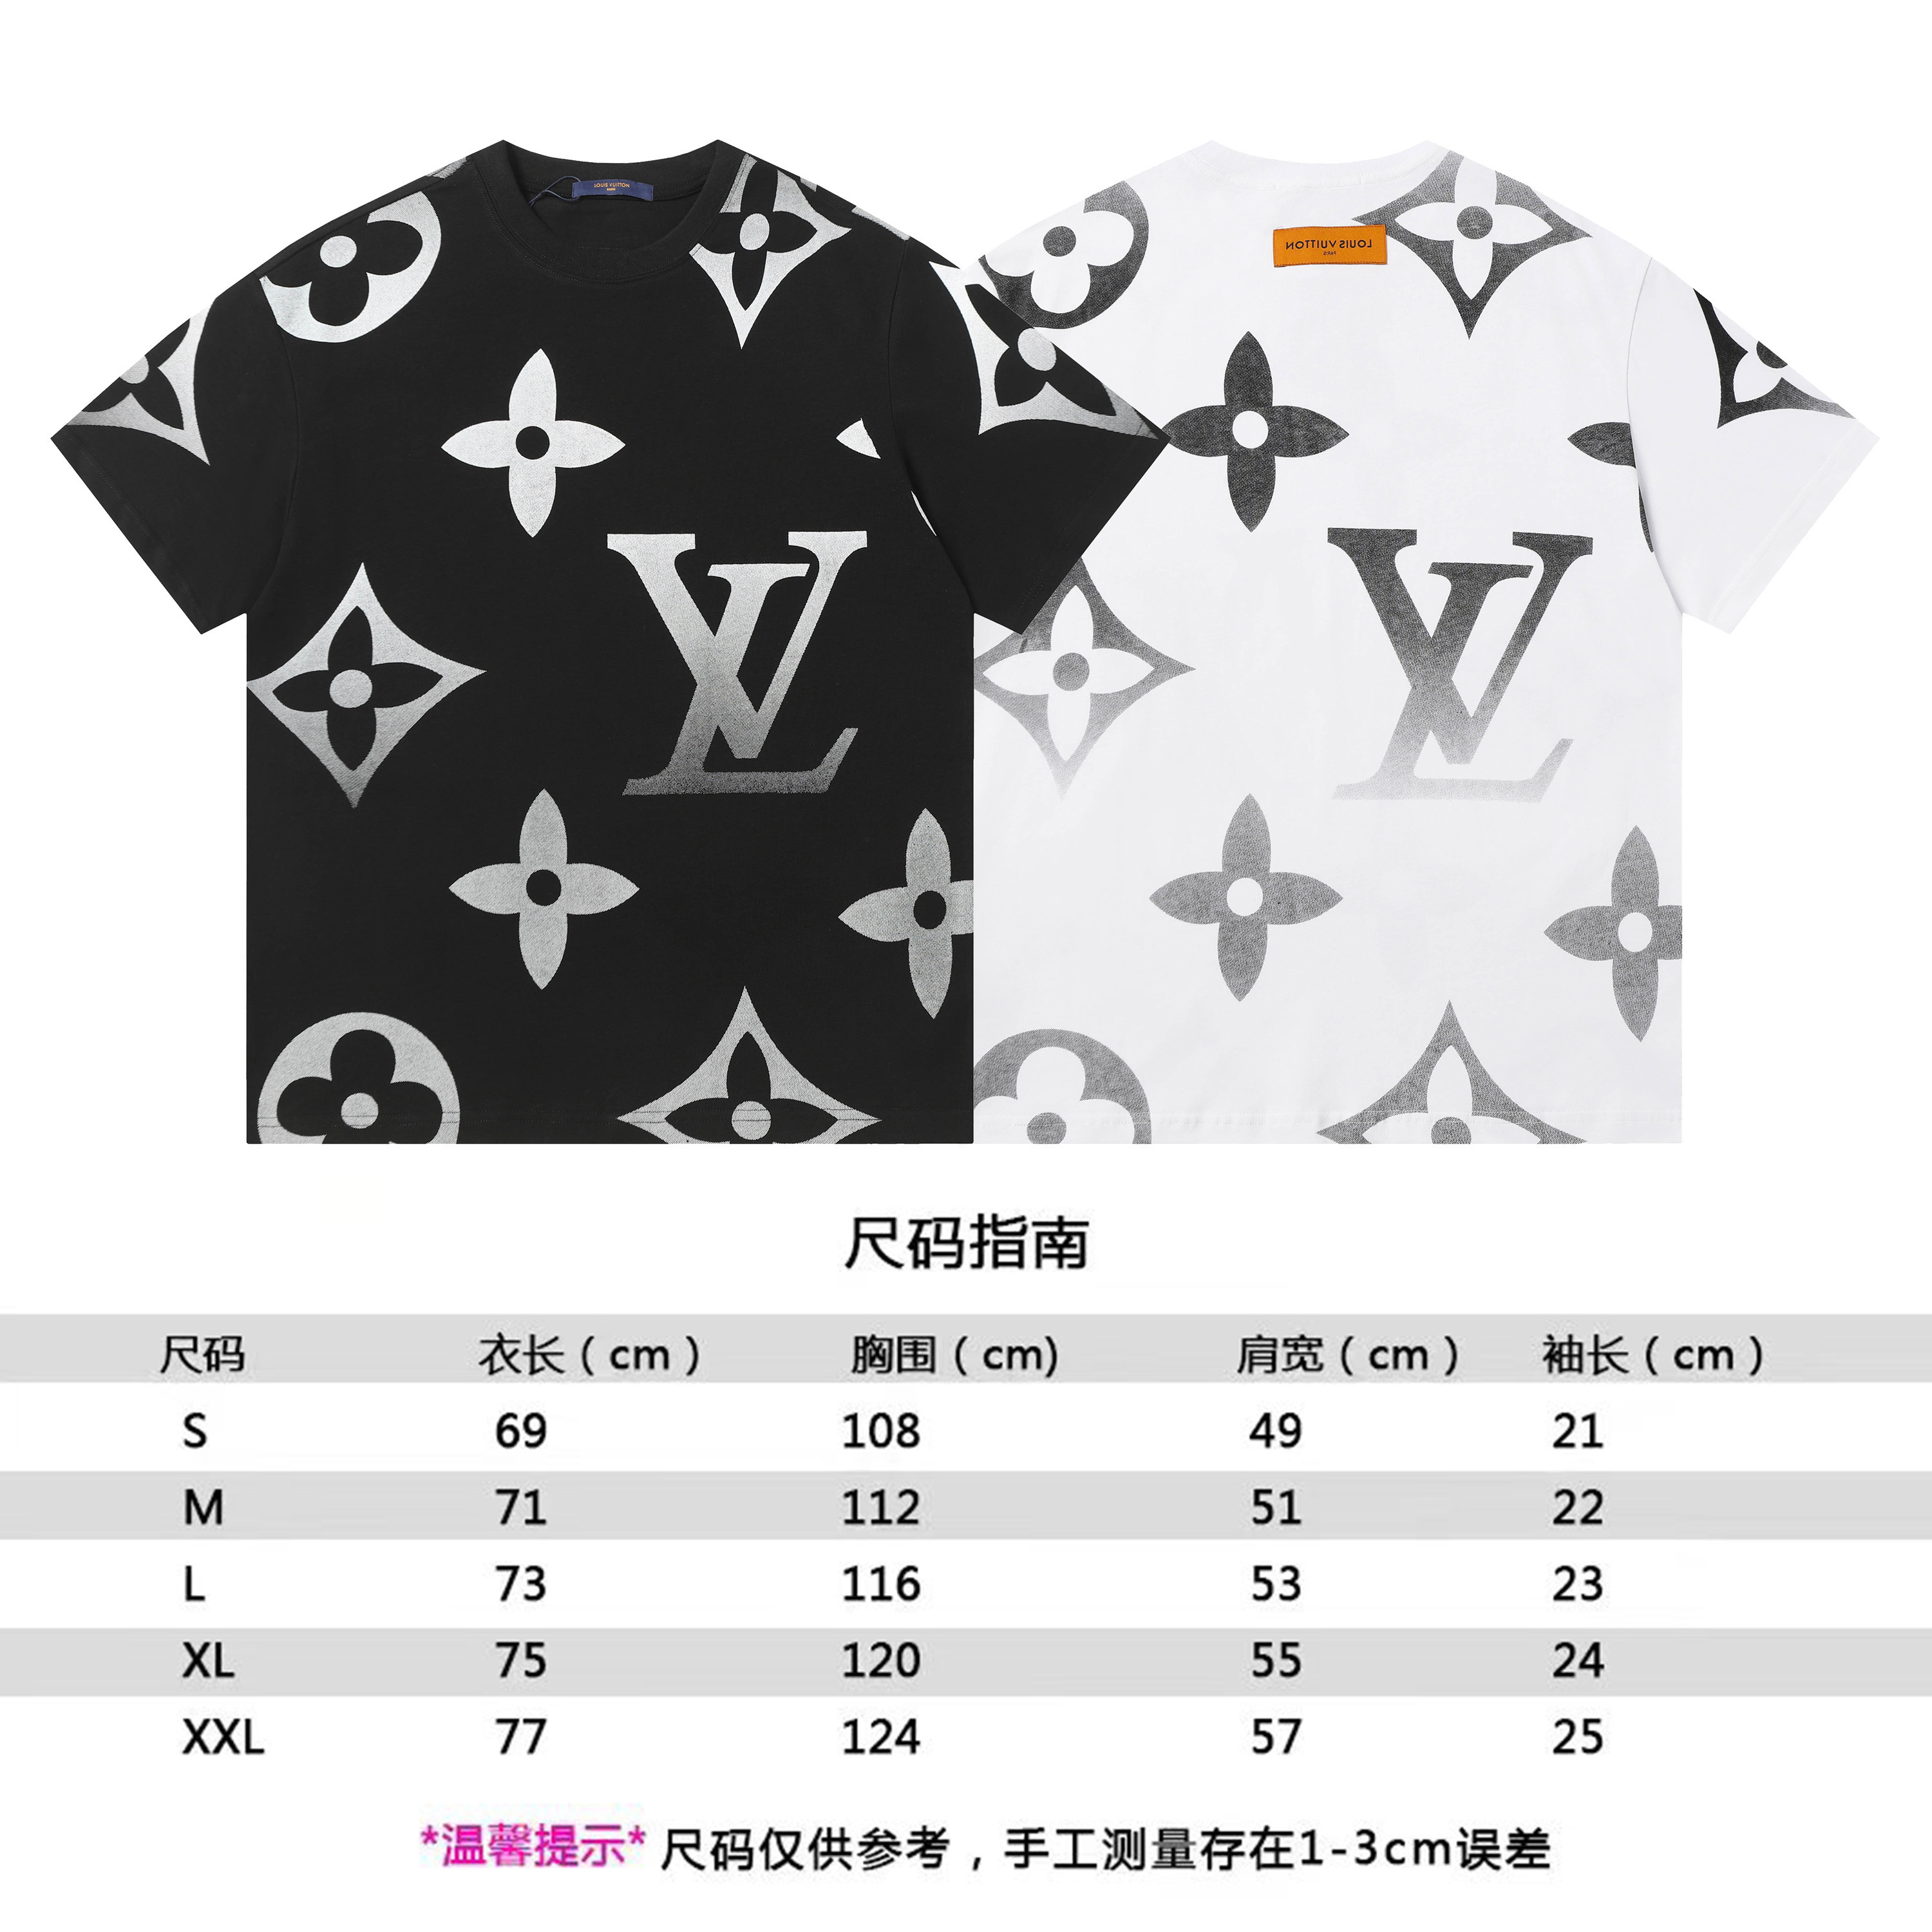 LOUIS VUITTON
PARIS
LOUIS VUITTON
PARIS
LV
LV
尺码指南
尺码 衣长（cm） 胸围（cm) 肩宽（cm） 袖长（cm）
S 69 108 49 21
M 71 112 51 22
L 73 116 53 23
XL 75 120 55 24
XXL 77 124 57 25
*温馨提示* 尺码仅供参考，手工测量存在1-3cm误差